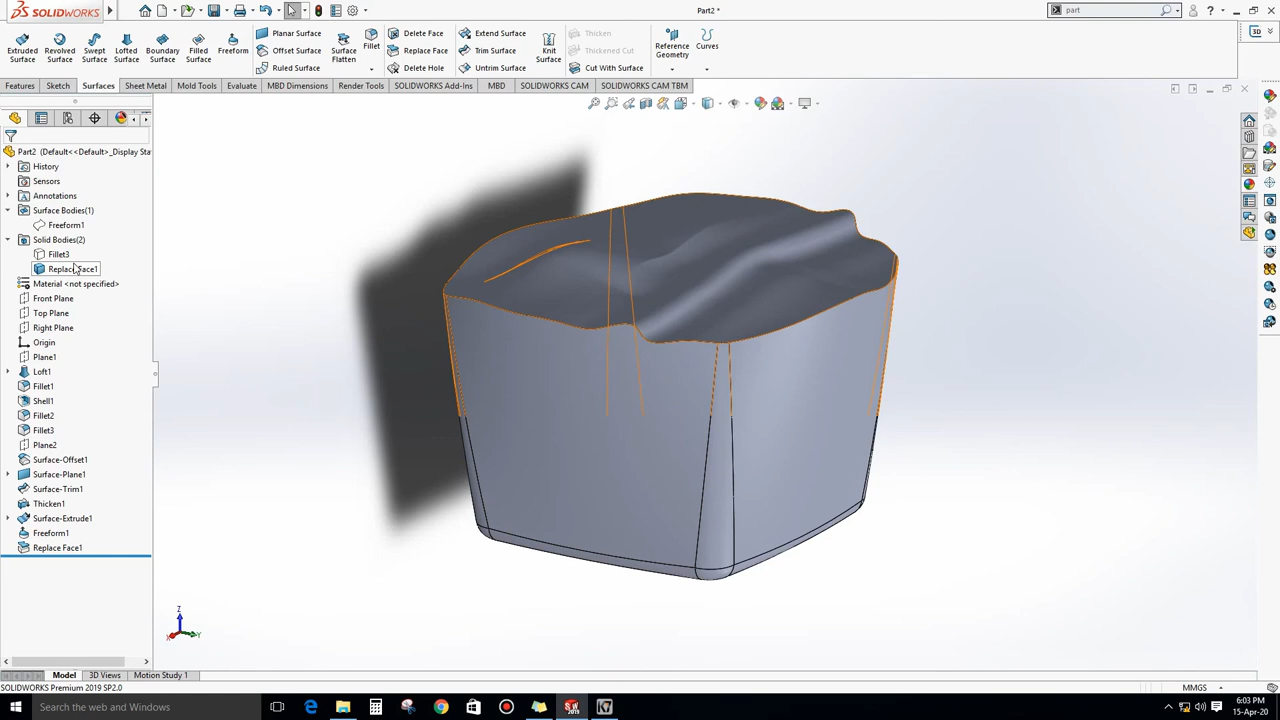 SOLIDWORKS
Part2 *
part
Extruded Surface
Revolved Surface
Swept Surface
Lofted Surface
Boundary Surface
Filled Surface
Freeform
Planar Surface
Offset Surface
Ruled Surface
Surface Flatten
Fillet
Delete Face
Replace Face
Delete Hole
Extend Surface
Trim Surface
Untrim Surface
Knit Surface
Thicken
Thickened Cut
Cut With Surface
Reference Geometry
Curves
3D
Features
Sketch
Surfaces
Sheet Metal
Mold Tools
Evaluate
MBD Dimensions
Render Tools
SOLIDWORKS Add-Ins
MBD
SOLIDWORKS CAM
SOLIDWORKS CAM TBM
Part2 (Default<<Default>_Display Sta
History
Sensors
Annotations
Surface Bodies(1)
Freeform1
Solid Bodies(2)
Fillet3
Replace Face1
Material <not specified>
Front Plane
Top Plane
Right Plane
Origin
Plane1
Loft1
Fillet1
Shell1
Fillet2
Fillet3
Plane2
Surface-Offset1
Surface-Plane1
Surface-Trim1
Thicken1
Surface-Extrude1
Freeform1
Replace Face1
Z
X
Y
Model
3D Views
Motion Study 1
SOLIDWORKS Premium 2019 SP2.0
MMGS
Search the web and Windows
6:03 PM
15-Apr-20